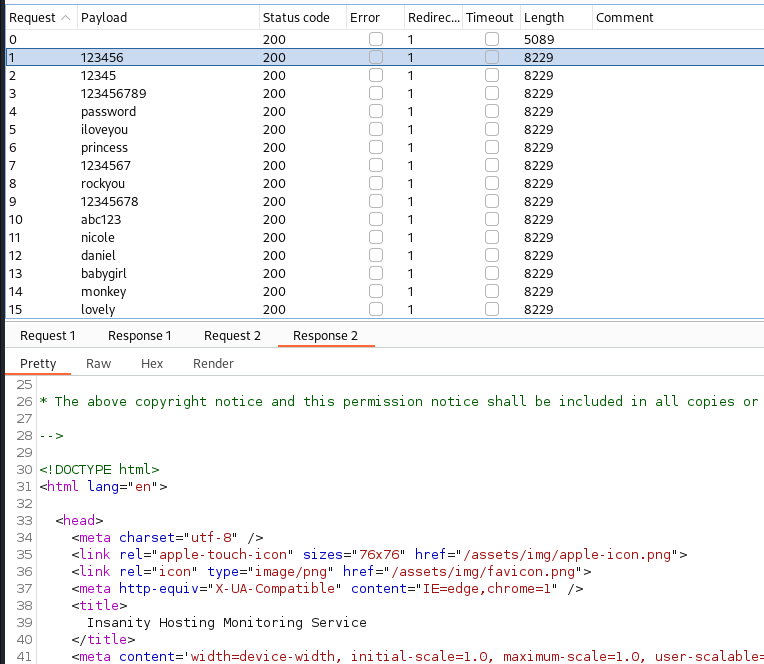 Request Payload Status code Error Redirec... Timeout Length Comment
0 200 1 5089
1 123456 200 1 8229
2 12345 200 1 8229
3 123456789 200 1 8229
4 password 200 1 8229
5 iloveyou 200 1 8229
6 princess 200 1 8229
7 1234567 200 1 8229
8 rockyou 200 1 8229
9 12345678 200 1 8229
10 abc123 200 1 8229
11 nicole 200 1 8229
12 daniel 200 1 8229
13 babygirl 200 1 8229
14 monkey 200 1 8229
15 lovely 200 1 8229
Request 1 Response 1 Request 2 Response 2
Pretty Raw Hex Render
25
26 * The above copyright notice and this permission notice shall be included in all copies or
27
28 -->
29
30 <!DOCTYPE html>
31 <html lang="en">
32
33 <head>
34 <meta charset="utf-8" />
35 <link rel="apple-touch-icon" sizes="76x76" href="/assets/img/apple-icon.png">
36 <link rel="icon" type="image/png" href="/assets/img/favicon.png">
37 <meta http-equiv="X-UA-Compatible" content="IE=edge,chrome=1" />
38 <title>
39 Insanity Hosting Monitoring Service
40 </title>
41 <meta content='width=device-width, initial-scale=1.0, maximum-scale=1.0, user-scalable=